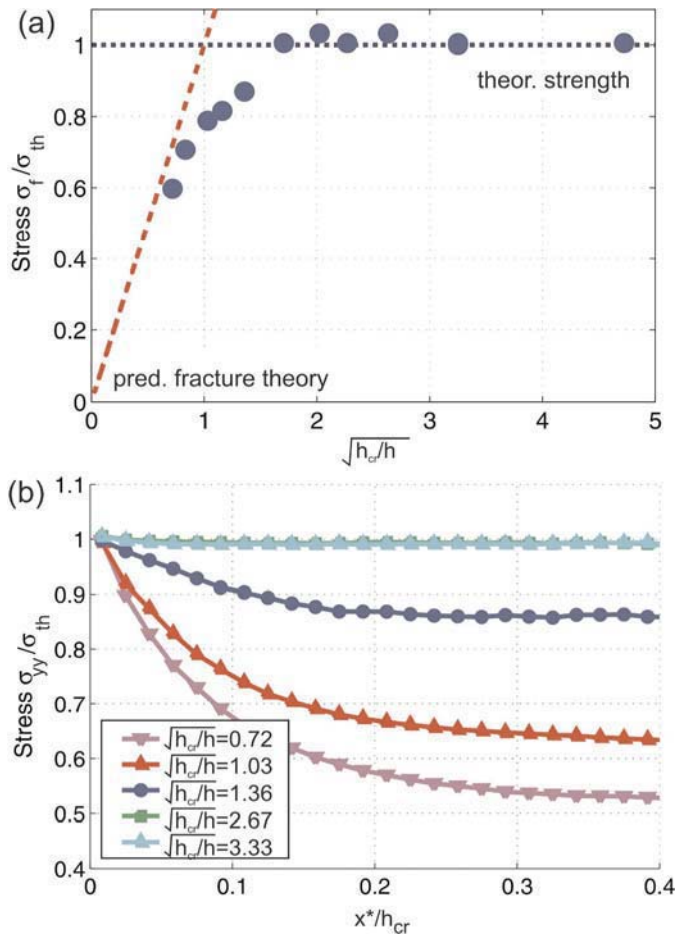 (a)
1
0.8
0.6
0.4
0.2
0
Stress σf/σth
theor. strength
pred. fracture theory
0 1 2 3 4 5
√hcr/h
(b)
1.1
1
0.9
0.8
0.7
0.6
0.5
0.4
Stress σyy/σth
√hcr/h=0.72
√hcr/h=1.03
√hcr/h=1.36
√hcr/h=2.67
√hcr/h=3.33
0 0.1 0.2 0.3 0.4
x*/hcr